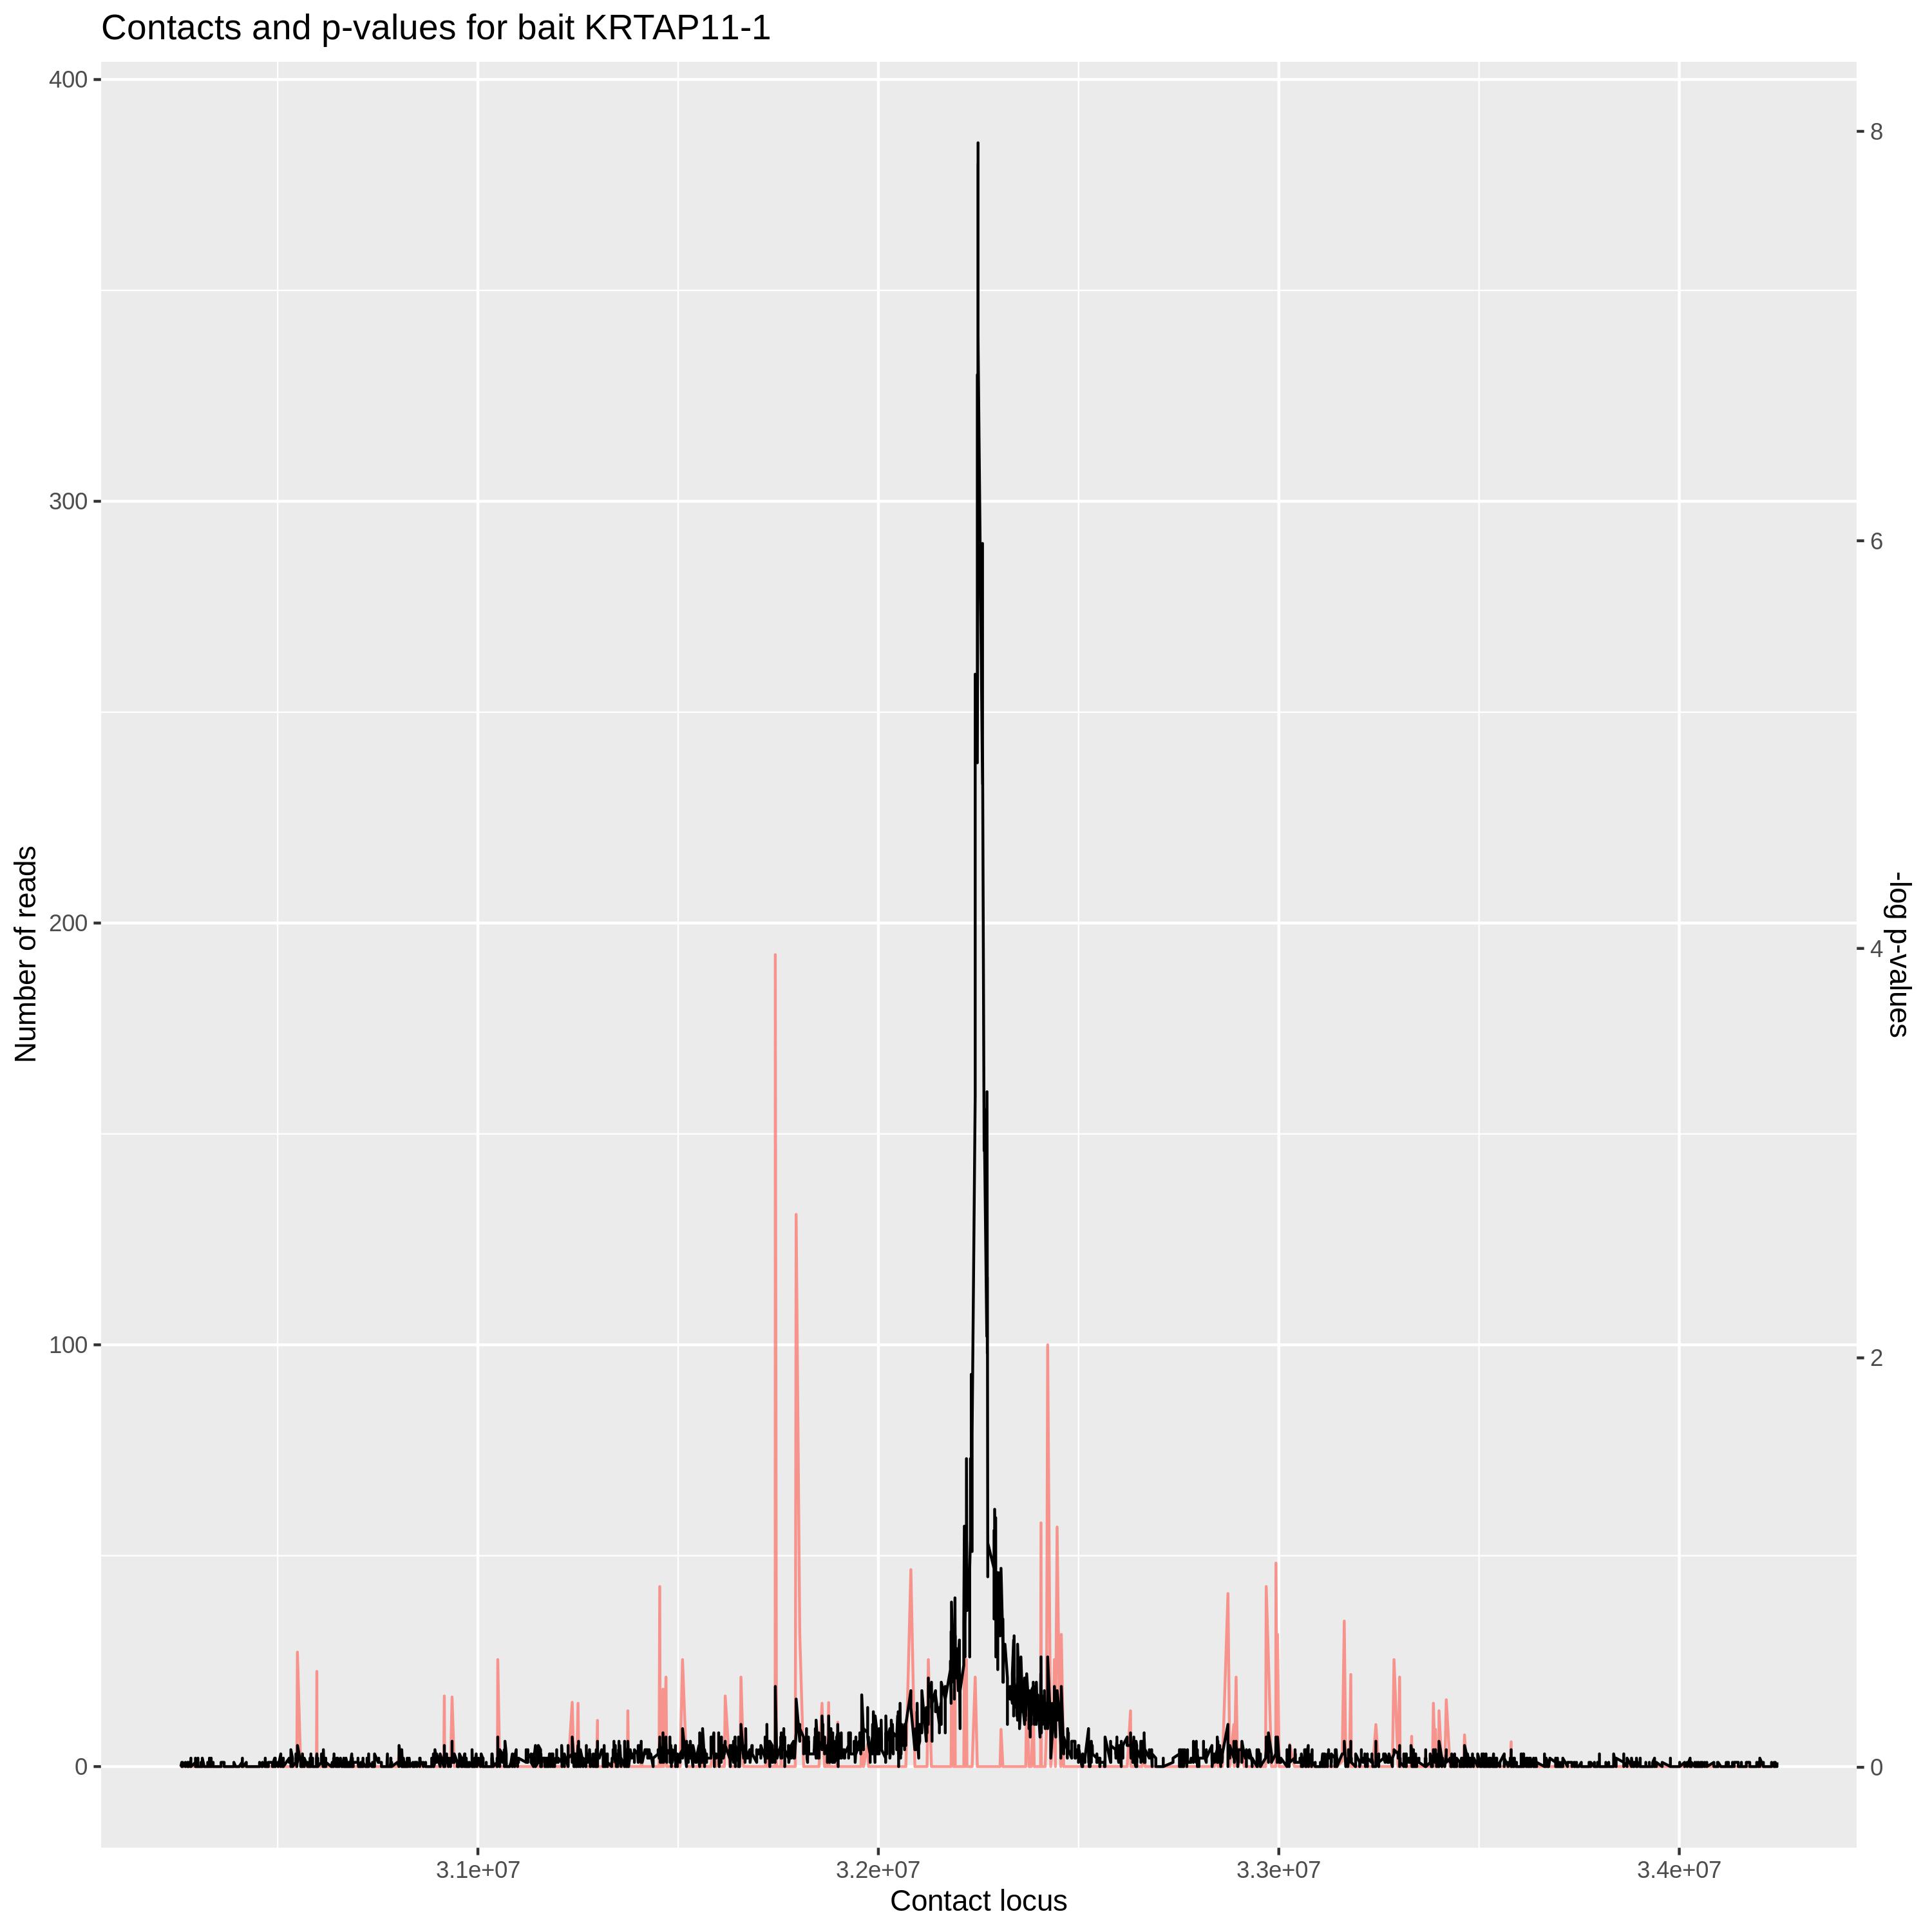 Contacts and p-values for bait KRTAP11-1
400
300
200
100
0
Number of reads
8
6
4
2
0
-log p-values
3.1e+07 3.2e+07 3.3e+07 3.4e+07
Contact locus